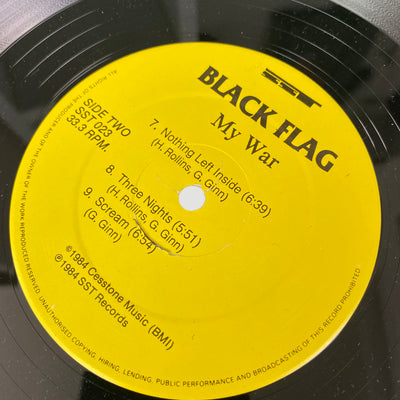 SST
BLACK FLAG
My War
SIDE TWO
SST 029
33.3 RPM.
7. Nothing Left Inside (6:39)
(H. Rollins, G. Ginn)
8. Three Nights (5;51)
(H. Rollins, G. Ginn)
9. Scream (6:54)
(G. Ginn)
©1984 Cesstone Music (BMI)
℗1984 SST Records
ALL RIGHTS OF THE PRODUCER AND OF THE OWNER OF THE WORK REPRODUCED RESERVED. UNAUTHORISED COPYING, HIRING, LENDING, PUBLIC PERFORMANCE AND BROADCASTING OF THIS RECORD PROHIBITED